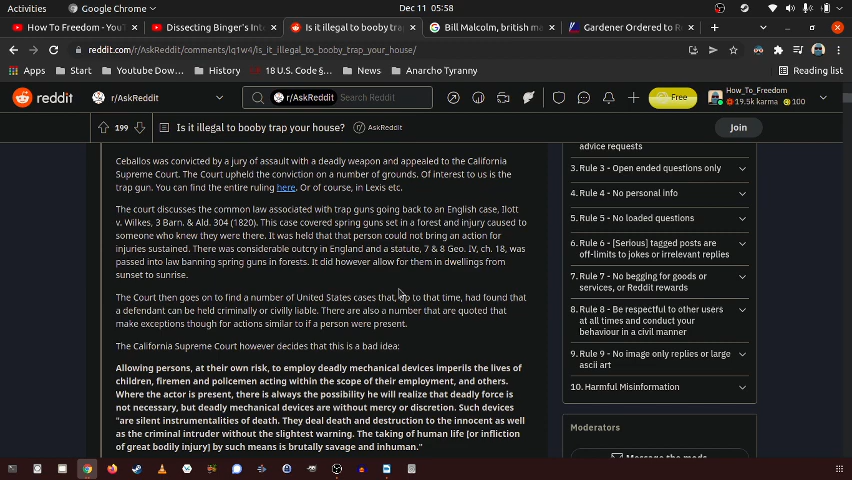 Activities
Google Chrome
Dec 11 05:58
How To Freedom - YouT
Dissecting Binger's Inte
Is it illegal to booby trap
Bill Malcolm, british ma
Gardener Ordered to Re
reddit.com/r/AskReddit/comments/lq1w4/is_it_illegal_to_booby_trap_your_house/
Apps
Start
Youtube Dow…
History
18 U.S. Code §…
News
Anarcho Tyranny
Reading list
reddit
r/AskReddit
r/AskReddit
Search Reddit
Free
How_To_Freedom
19.5k karma
100
199
Is it illegal to booby trap your house?
AskReddit
Join
Ceballos was convicted by a jury of assault with a deadly weapon and appealed to the California
Supreme Court. The Court upheld the conviction on a number of grounds. Of interest to us is the
trap gun. You can find the entire ruling here. Or of course, in Lexis etc.
The court discusses the common law associated with trap guns going back to an English case, Ilott
v. Wilkes, 3 Barn. & Ald. 304 (1820). This case covered spring guns set in a forest and injury caused to
someone who knew they were there. It was held that that person could not bring an action for
injuries sustained. There was considerable outcry in England and a statute, 7 & 8 Geo. IV, ch. 18, was
passed into law banning spring guns in forests. It did however allow for them in dwellings from
sunset to sunrise.
The Court then goes on to find a number of United States cases that, up to that time, had found that
a defendant can be held criminally or civilly liable. There are also a number that are quoted that
make exceptions though for actions similar to if a person were present.
The California Supreme Court however decides that this is a bad idea:
Allowing persons, at their own risk, to employ deadly mechanical devices imperils the lives of
children, firemen and policemen acting within the scope of their employment, and others.
Where the actor is present, there is always the possibility he will realize that deadly force is
not necessary, but deadly mechanical devices are without mercy or discretion. Such devices
"are silent instrumentalities of death. They deal death and destruction to the innocent as well
as the criminal intruder without the slightest warning. The taking of human life [or infliction
of great bodily injury] by such means is brutally savage and inhuman."
advice requests
3. Rule 3 - Open ended questions only
4. Rule 4 - No personal info
5. Rule 5 - No loaded questions
6. Rule 6 - [Serious] tagged posts are
off-limits to jokes or irrelevant replies
7. Rule 7 - No begging for goods or
services, or Reddit rewards
8. Rule 8 - Be respectful to other users
at all times and conduct your
behaviour in a civil manner
9. Rule 9 - No image only replies or large
ascii art
10. Harmful Misinformation
Moderators
Message the mods